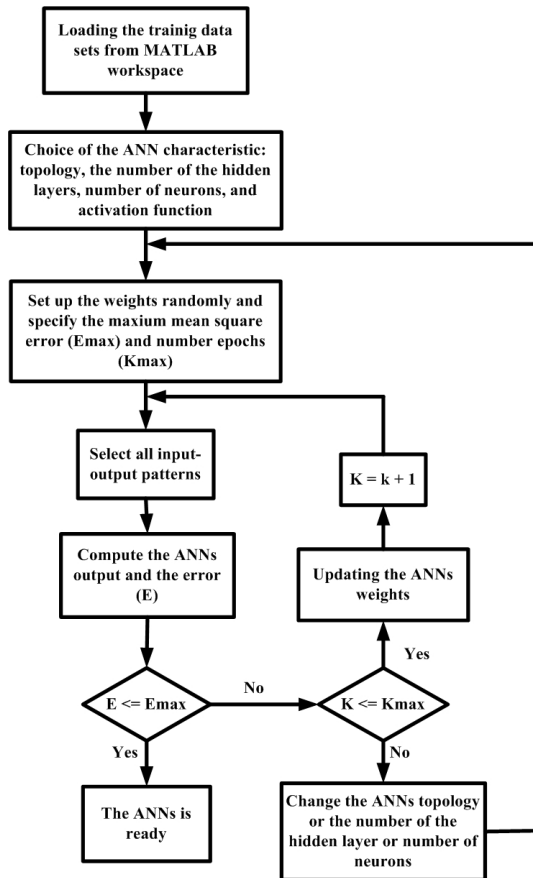 Loading the trainig data
sets from MATLAB
workspace
Choice of the ANN characteristic:
topology, the number of the hidden
layers, number of neurons, and
activation function
Set up the weights randomly and
specify the maxium mean square
error (Emax) and number epochs
(Kmax)
Select all input-
output patterns
K = k + 1
Compute the ANNs
output and the error
(E)
Updating the ANNs
weights
Yes
No
E <= Emax
K <= Kmax
Yes
No
The ANNs is
ready
Change the ANNs topology
or the number of the
hidden layer or number of
neurons